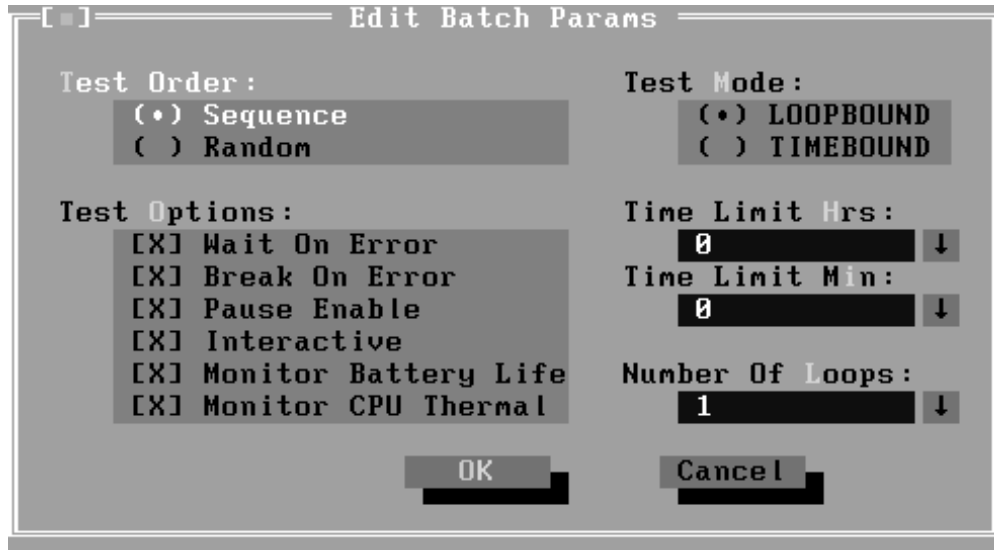 [■] Edit Batch Params
Test Order:
(•) Sequence
( ) Random
Test Mode:
(•) LOOPBOUND
( ) TIMEBOUND
Test Options:
[X] Wait On Error
[X] Break On Error
[X] Pause Enable
[X] Interactive
[X] Monitor Battery Life
[X] Monitor CPU Thermal
Time Limit Hrs:
0 ↓
Time Limit Min:
0 ↓
Number Of Loops:
1 ↓
OK
Cancel